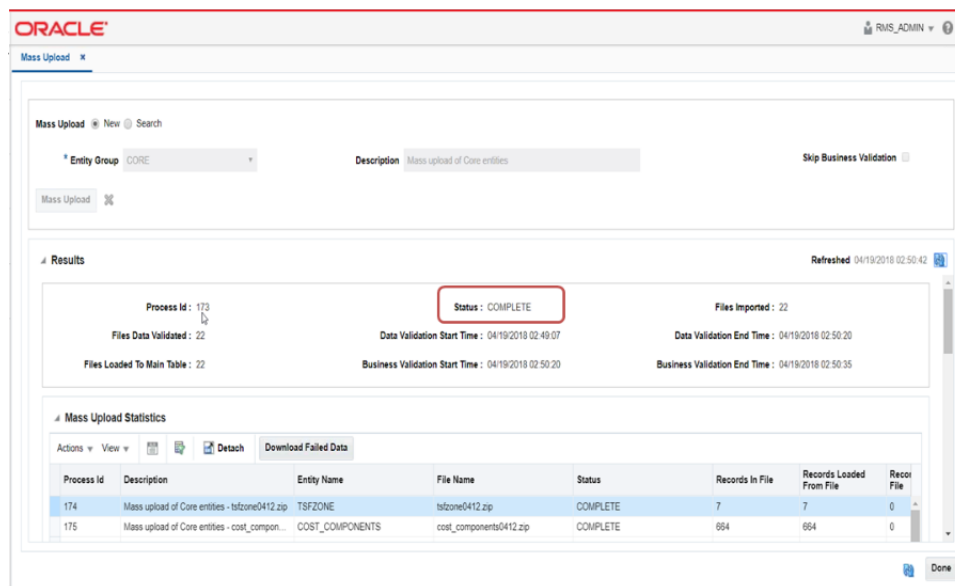 ORACLE®
RMS_ADMIN
Mass Upload
Mass Upload New Search
* Entity Group CORE Description Mass upload of Core entities Skip Business Validation
Mass Upload
Results Refreshed 04/19/2018 02:50:42
Process Id : 173 Status : COMPLETE Files Imported : 22
Files Data Validated : 22 Data Validation Start Time : 04/19/2018 02:49:07 Data Validation End Time : 04/19/2018 02:50:20
Files Loaded To Main Table : 22 Business Validation Start Time : 04/19/2018 02:50:20 Business Validation End Time : 04/19/2018 02:50:35
Mass Upload Statistics
Actions View Detach Download Failed Data
Process Id Description Entity Name File Name Status Records In File Records Loaded From File Recor File
174 Mass upload of Core entities - tsfzone0412.zip TSFZONE tsfzone0412.zip COMPLETE 7 7 0
175 Mass upload of Core entities - cost_compon... COST_COMPONENTS cost_components0412.zip COMPLETE 664 664 0
Done